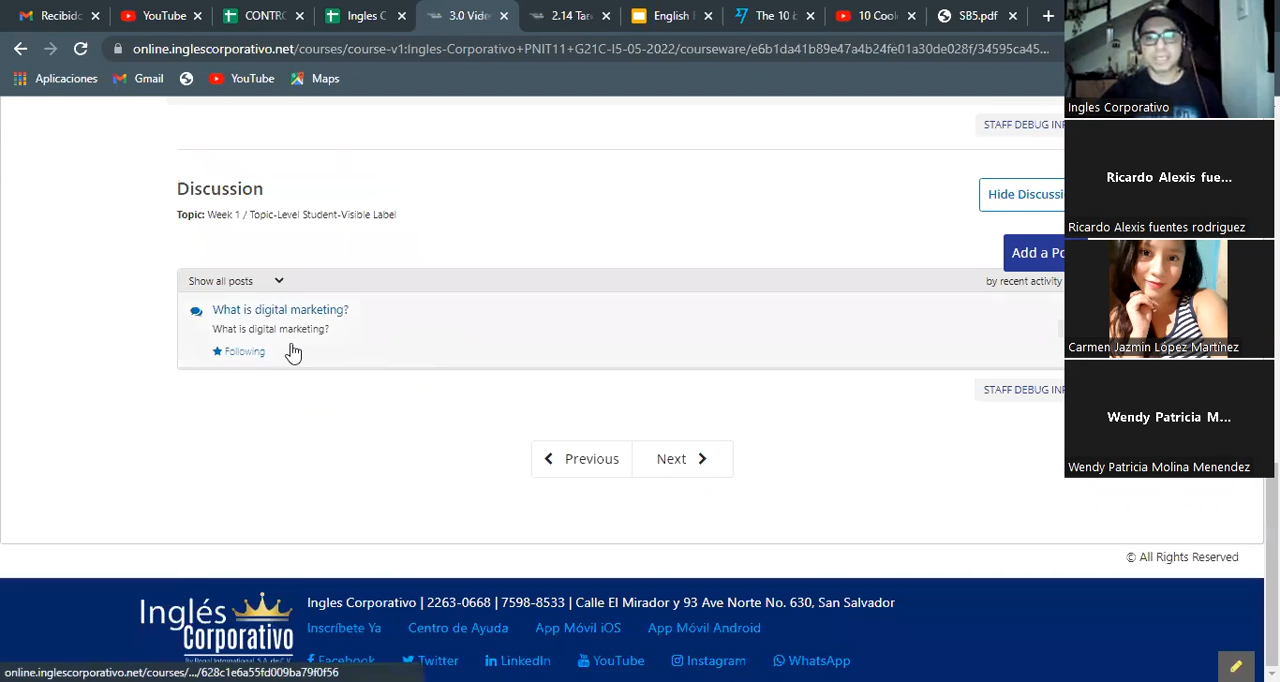 Recibido
YouTube
CONTRO
Ingles C
3.0 Vide
2.14 Tar
English
The 10 i
10 Cool
SB5.pdf
online.inglescorporativo.net/courses/course-v1:Ingles-Corporativo+PNIT11+G21C-I5-05-2022/courseware/e6b1da41b89e47a4b24fe01a30de028f/34595ca45...
Aplicaciones
Gmail
YouTube
Maps
Ingles Corporativo
STAFF DEBUG IN
Ricardo Alexis fue...
Ricardo Alexis fuentes rodriguez
Discussion
Hide Discussi
Topic: Week 1 / Topic-Level Student-Visible Label
Add a Po
Show all posts
by recent activity
What is digital marketing?
What is digital marketing?
Following
Carmen Jazmin López Martínez
STAFF DEBUG IN
Wendy Patricia M...
Wendy Patricia Molina Menendez
Previous
Next
© All Rights Reserved
Inglés Corporativo
Ingles Corporativo | 2263-0668 | 7598-8533 | Calle El Mirador y 93 Ave Norte No. 630, San Salvador
Inscríbete Ya
Centro de Ayuda
App Móvil iOS
App Móvil Android
Facebook
Twitter
LinkedIn
YouTube
Instagram
WhatsApp
online.inglescorporativo.net/courses/.../628c1e6a55fd009ba79f0f56